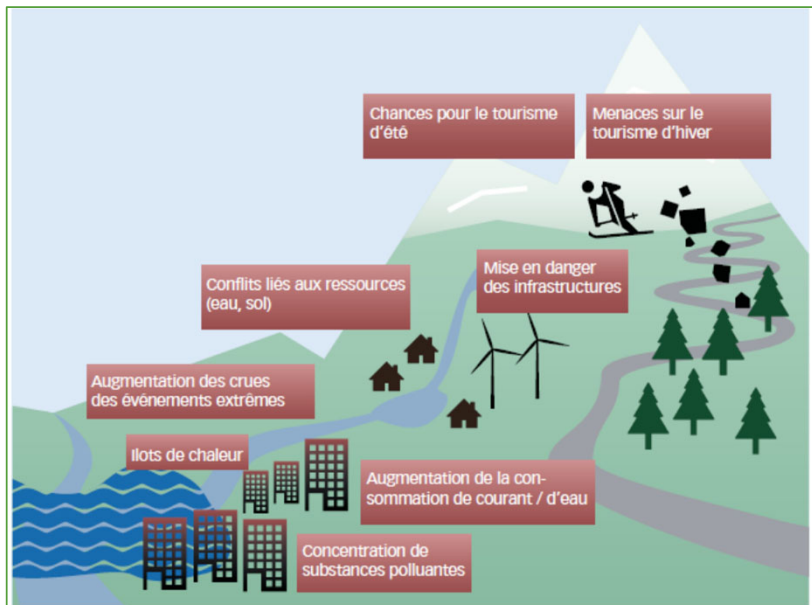 Chances pour le tourisme
d'été
Menaces sur le
tourisme d'hiver
Conflits liés aux ressources
(eau, sol)
Mise en danger
des infrastructures
Augmentation des crues
des événements extrêmes
Ilots de chaleur
Augmentation de la con-
sommation de courant / d'eau
Concentration de
substances polluantes